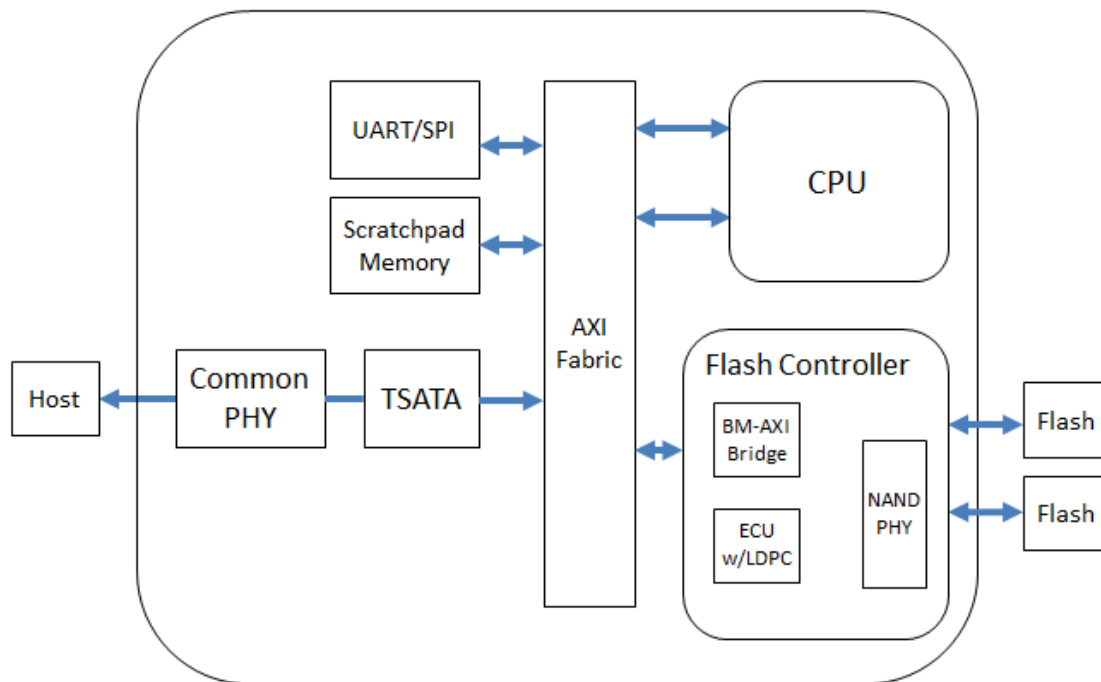 UART/SPI
Scratchpad
Memory
CPU
AXI
Fabric
Host
Common
PHY
TSATA
Flash Controller
BM-AXI
Bridge
ECU
w/LDPC
NAND
PHY
Flash
Flash